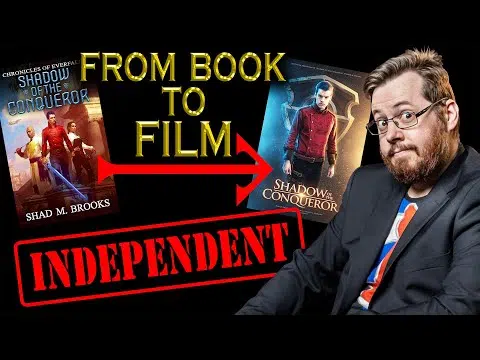 FROM BOOK
TO
FILM
CHRONICLES OF EVERFALL
SHADOW
OF THE
CONQUEROR
SHAD M. BROOKS
SHADOW
OF THE
CONQUEROR
INDEPENDENT